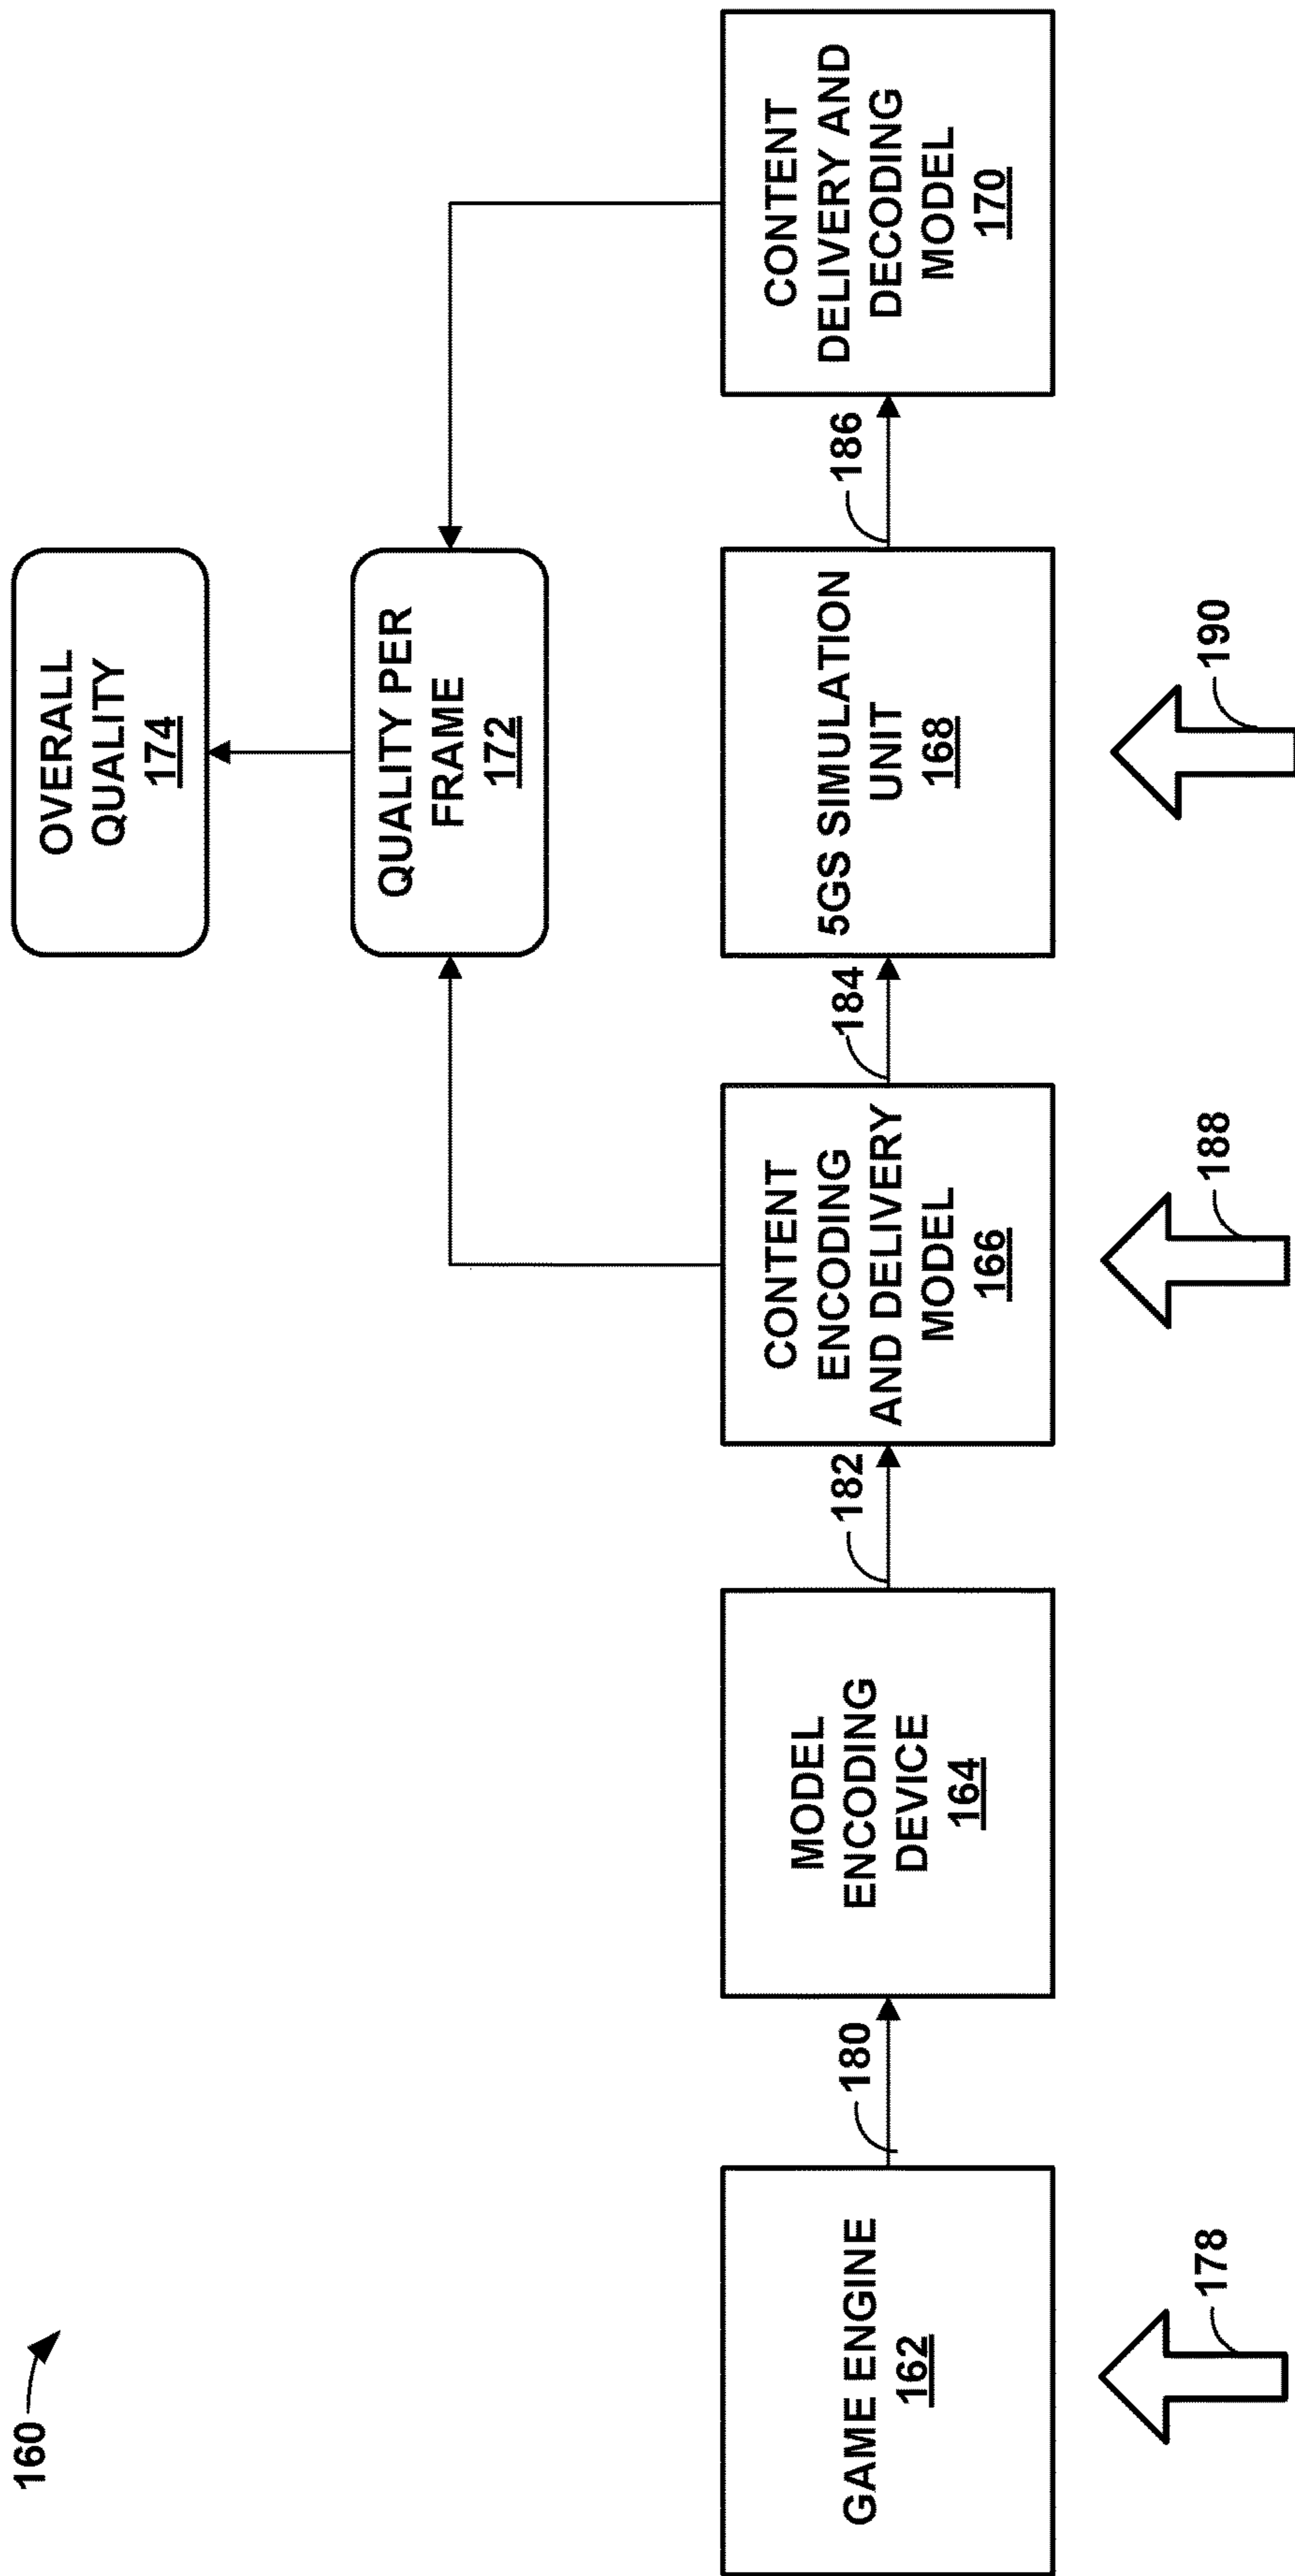 160
OVERALL
QUALITY
174
QUALITY PER
FRAME
172
GAME ENGINE
162
180
MODEL
ENCODING
DEVICE
164
182
CONTENT
ENCODING
AND DELIVERY
MODEL
166
184
5GS SIMULATION
UNIT
168
186
CONTENT
DELIVERY AND
DECODING
MODEL
170
178
188
190